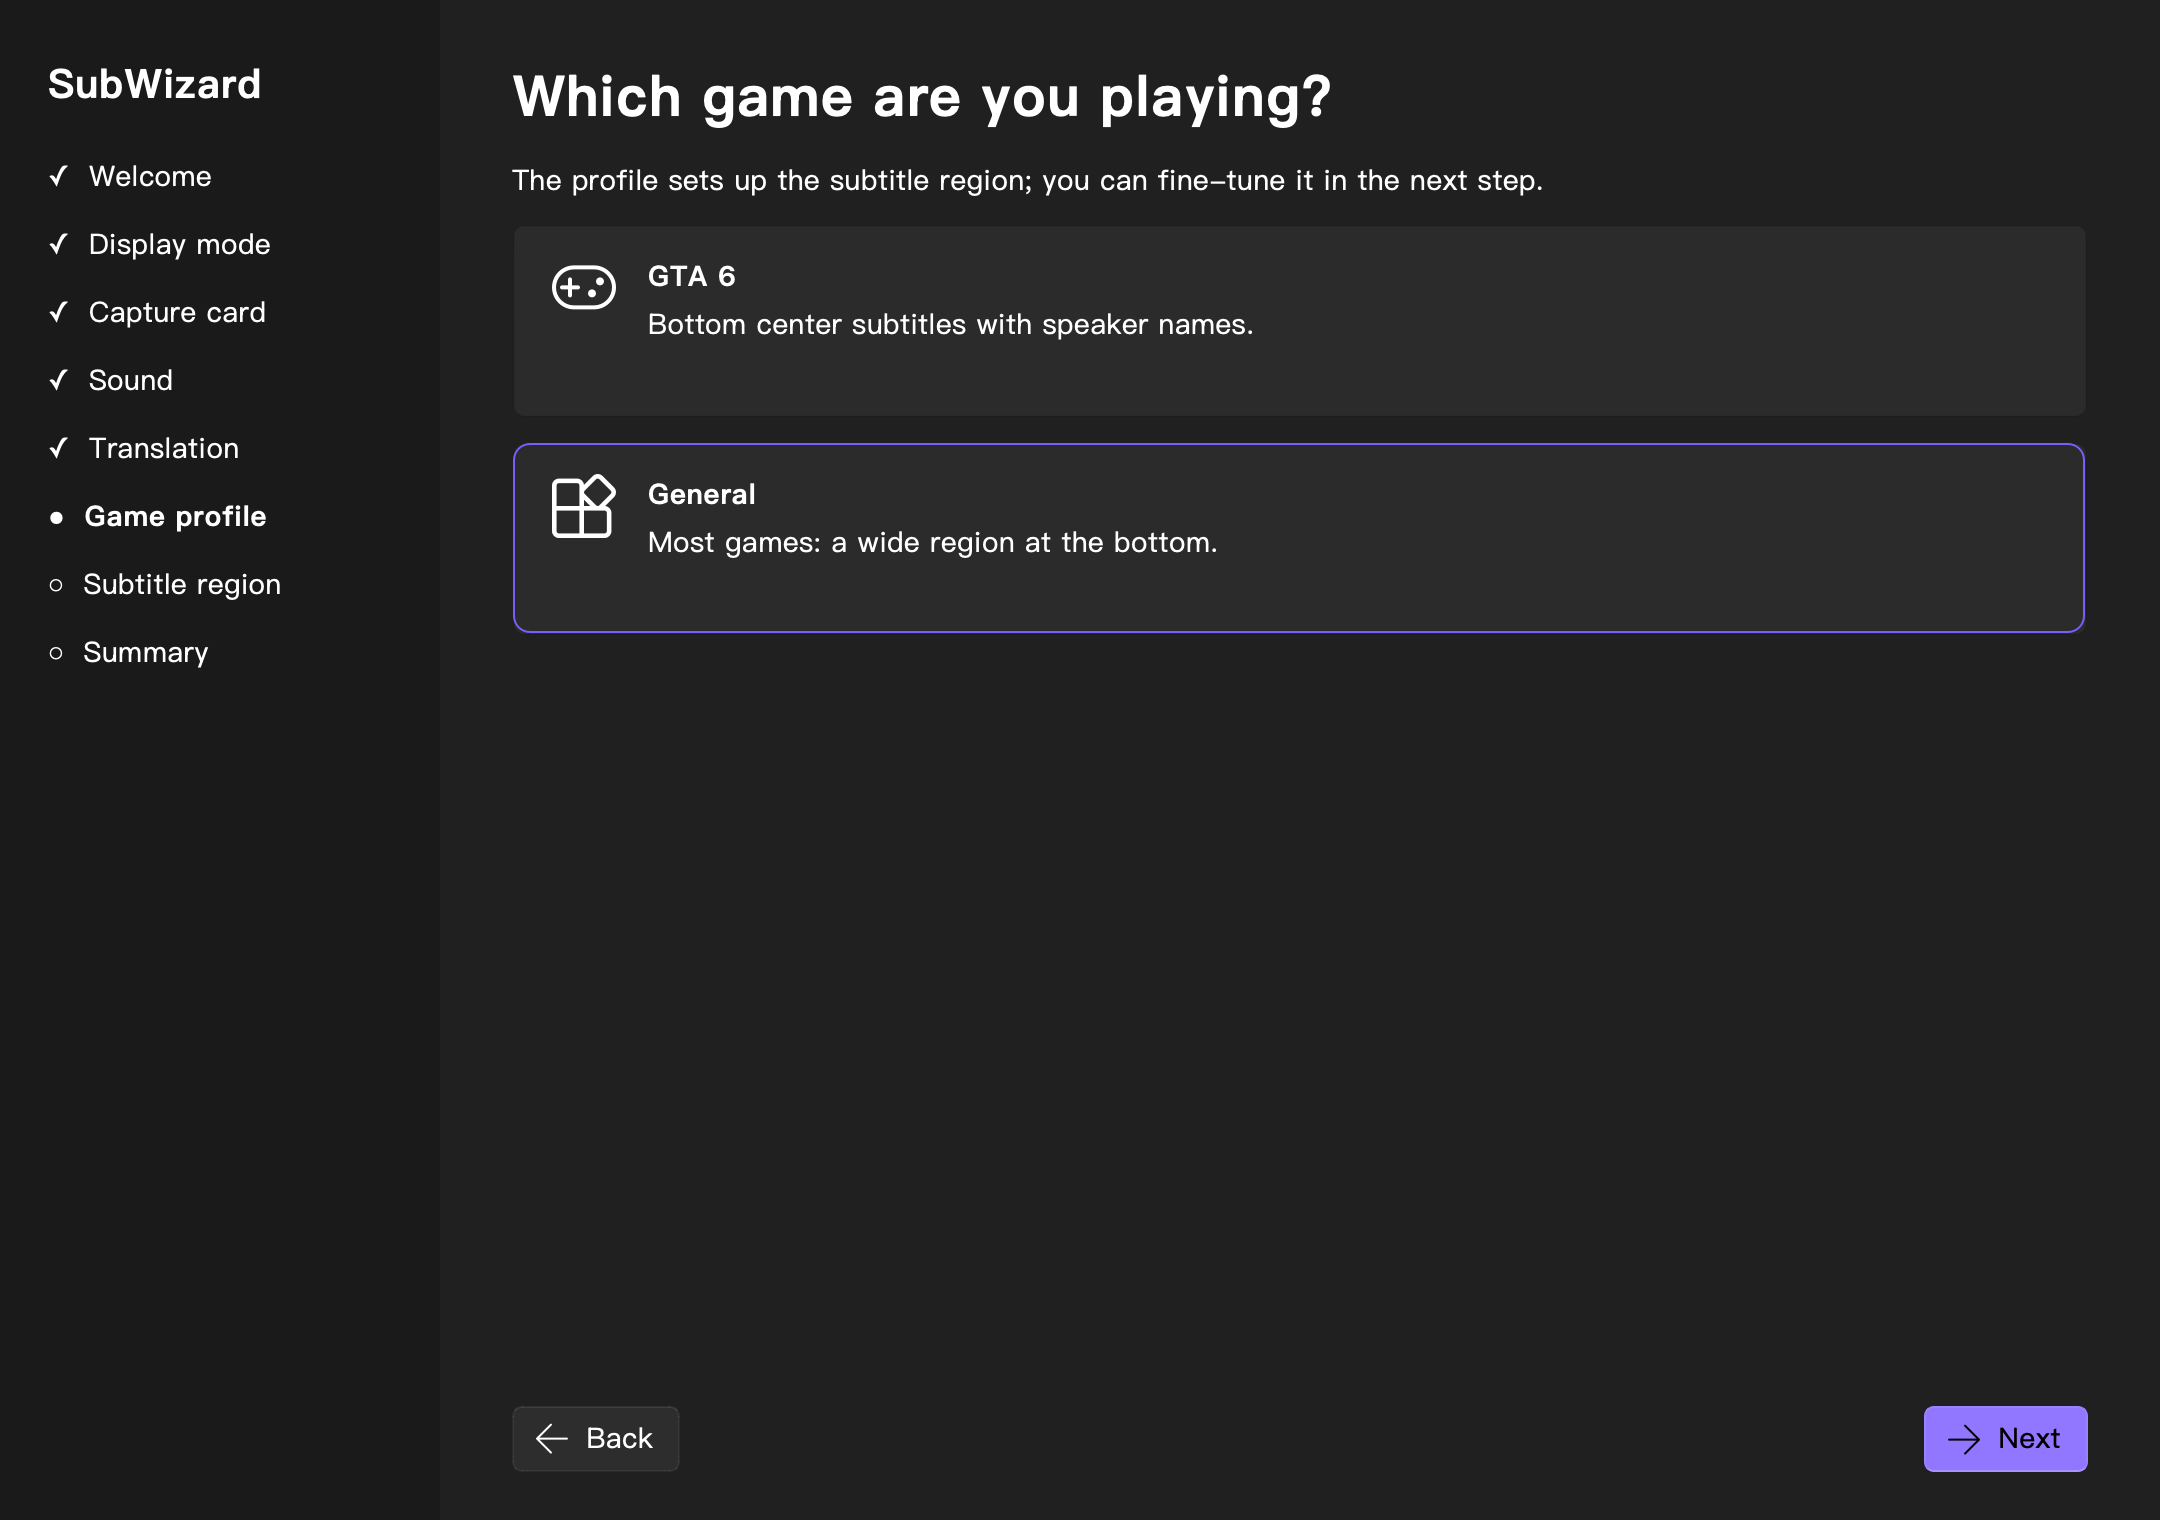 SubWizard
✓ Welcome
✓ Display mode
✓ Capture card
✓ Sound
✓ Translation
● Game profile
○ Subtitle region
○ Summary
Which game are you playing?
The profile sets up the subtitle region; you can fine-tune it in the next step.
GTA 6
Bottom center subtitles with speaker names.
General
Most games: a wide region at the bottom.
Back
Next